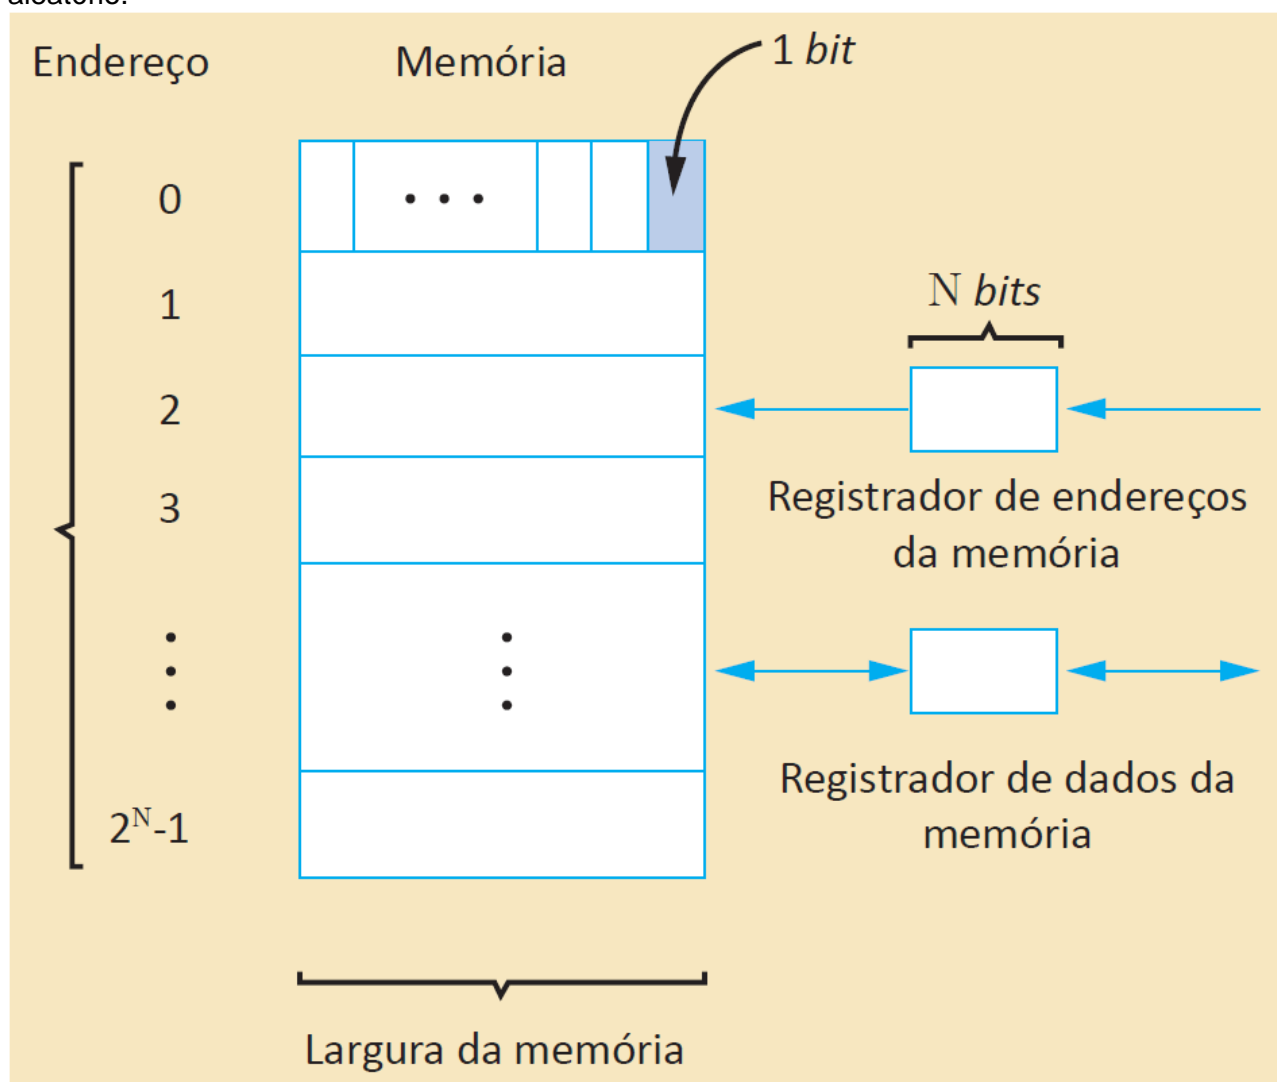 aleatório.
Endereço
Memória
1 bit
0
• • •
1
N bits
2
3
Registrador de endereços
da memória
Registrador de dados da
memória
2ᴺ-1
Largura da memória